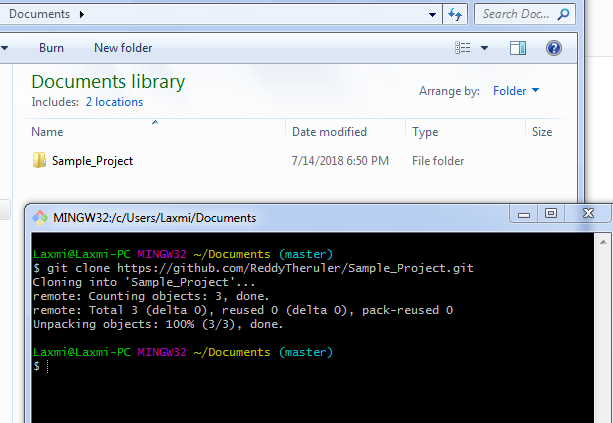 Documents
Search Doc...
Burn New folder
Documents library
Includes: 2 locations
Arrange by: Folder
Name Date modified Type Size
Sample_Project 7/14/2018 6:50 PM File folder
MINGW32:/c/Users/Laxmi/Documents
Laxmi@Laxmi-PC MINGW32 ~/Documents (master)
$ git clone https://github.com/ReddyTheruler/Sample_Project.git
Cloning into 'Sample_Project'...
remote: Counting objects: 3, done.
remote: Total 3 (delta 0), reused 0 (delta 0), pack-reused 0
Unpacking objects: 100% (3/3), done.
Laxmi@Laxmi-PC MINGW32 ~/Documents (master)
$